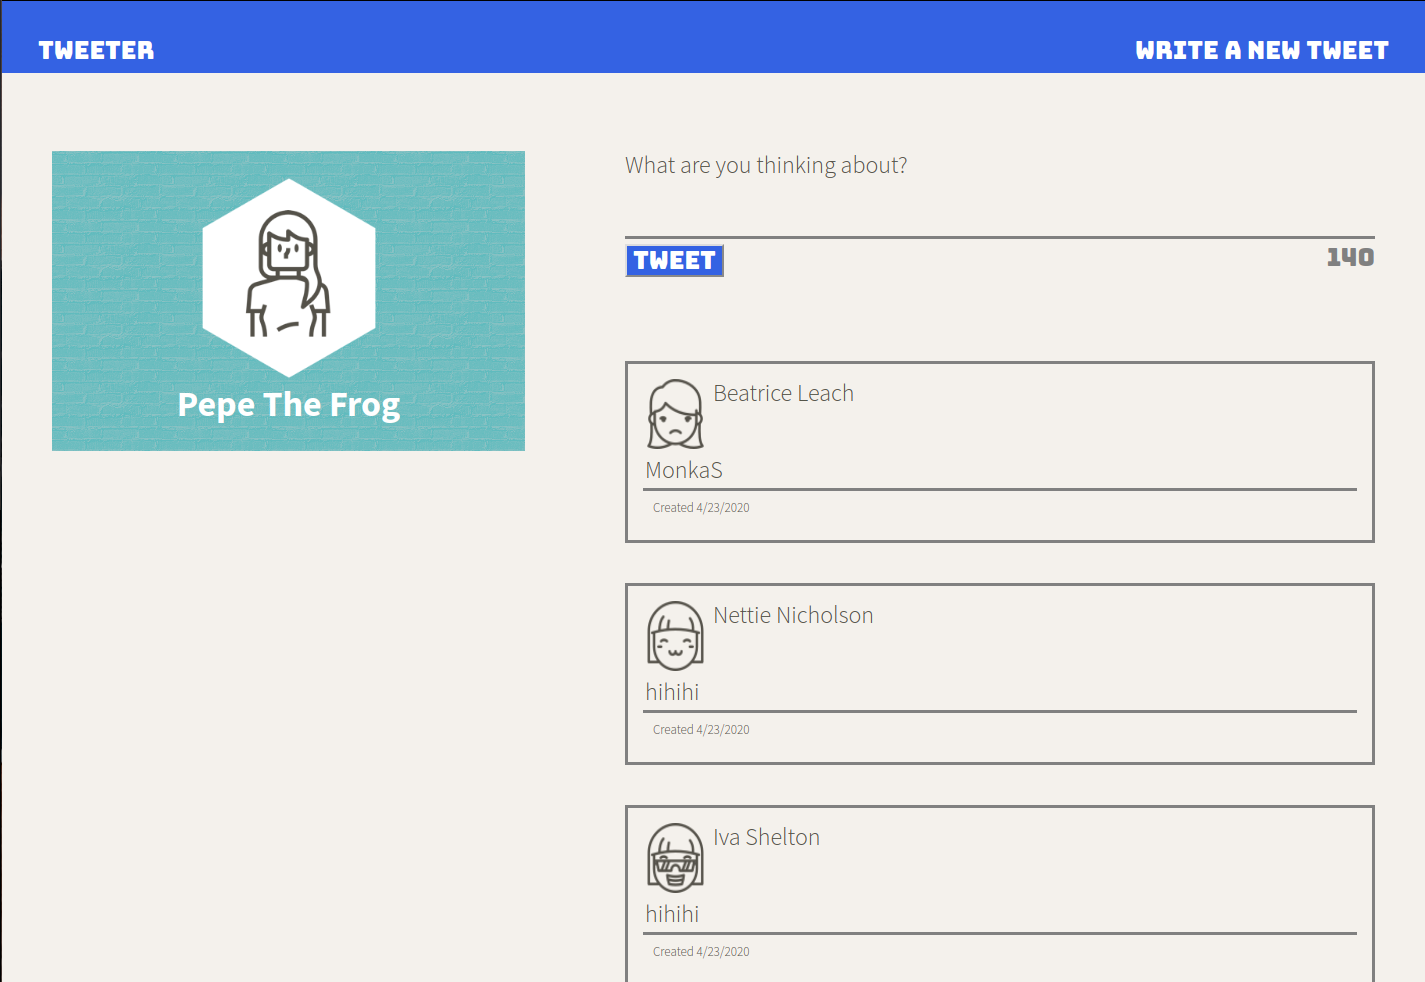 TWEETER
WRITE A NEW TWEET
Pepe The Frog
What are you thinking about?
TWEET
140
Beatrice Leach
MonkaS
Created 4/23/2020
Nettie Nicholson
hihihi
Created 4/23/2020
Iva Shelton
hihihi
Created 4/23/2020